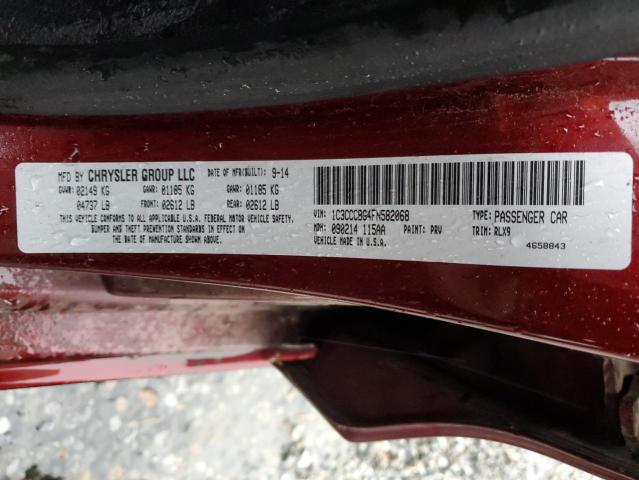 MFD BY CHRYSLER GROUP LLC DATE OF MFR(BUILT): 9-14
GVWR: 02149 KG GAWR: 01185 KG GAWR: 01185 KG
04737 LB FRONT: 02612 LB REAR: 02612 LB
THIS VEHICLE CONFORMS TO ALL APPLICABLE U.S.A. FEDERAL MOTOR VEHICLE SAFETY,
BUMPER AND THEFT PREVENTION STANDARDS IN EFFECT ON
THE DATE OF MANUFACTURE SHOWN ABOVE.
VIN: 1C3CCCBG4FN582068 TYPE: PASSENGER CAR
MDH: 090214 115AA PAINT: PRV TRIM: RLX9
VEHICLE MADE IN U.S.A. 4658843